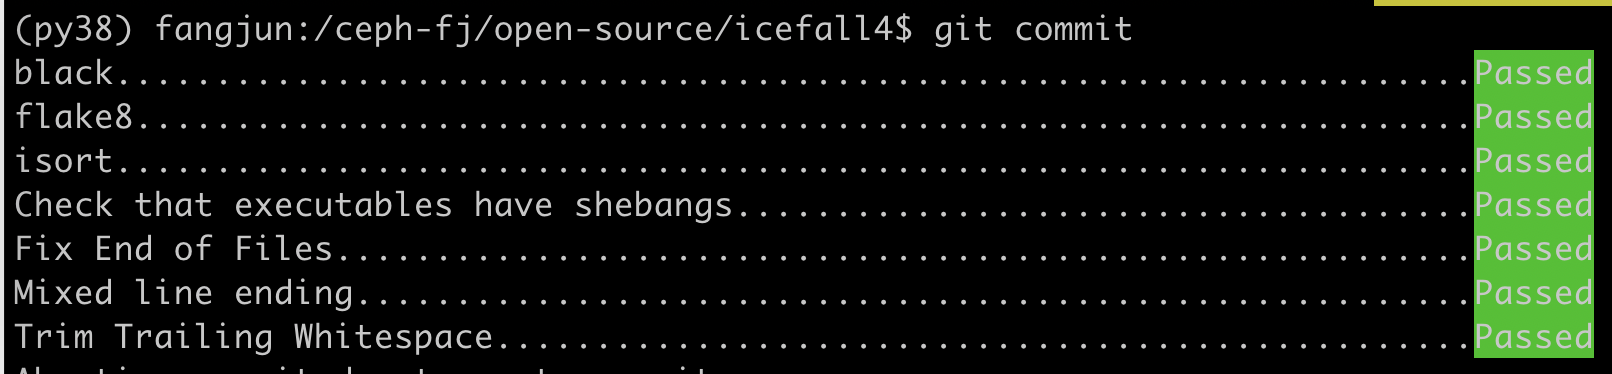 (py38) fangjun:/ceph-fj/open-source/icefall4$ git commit
black....................................................................Passed
flake8...................................................................Passed
isort....................................................................Passed
Check that executables have shebangs.....................................Passed
Fix End of Files.........................................................Passed
Mixed line ending........................................................Passed
Trim Trailing Whitespace.................................................Passed